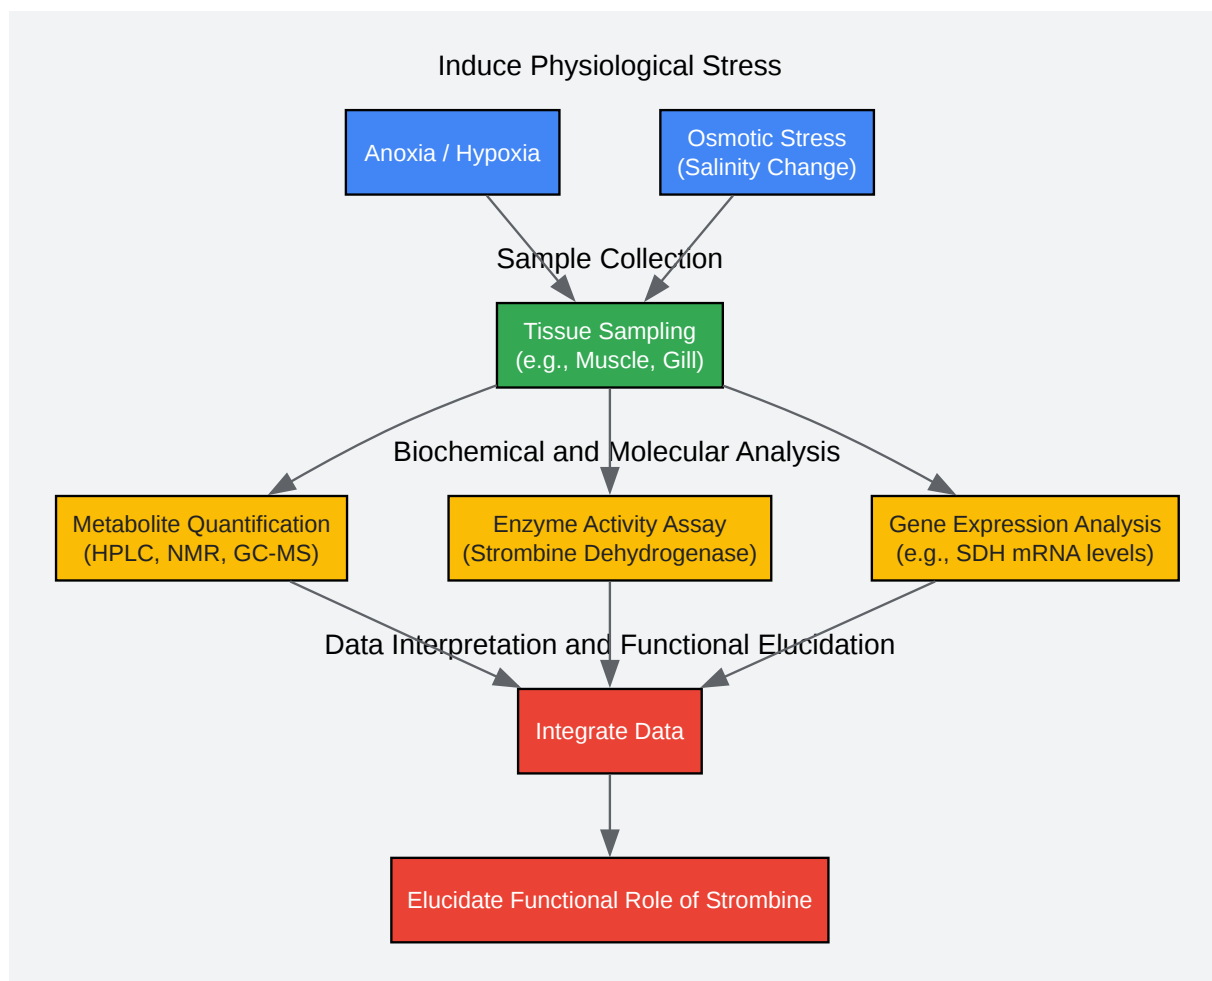 Induce Physiological Stress
Anoxia / Hypoxia
Osmotic Stress
(Salinity Change)
Sample Collection
Tissue Sampling
(e.g., Muscle, Gill)
Biochemical and Molecular Analysis
Metabolite Quantification
(HPLC, NMR, GC-MS)
Enzyme Activity Assay
(Strombine Dehydrogenase)
Gene Expression Analysis
(e.g., SDH mRNA levels)
Data Interpretation and Functional Elucidation
Integrate Data
Elucidate Functional Role of Strombine